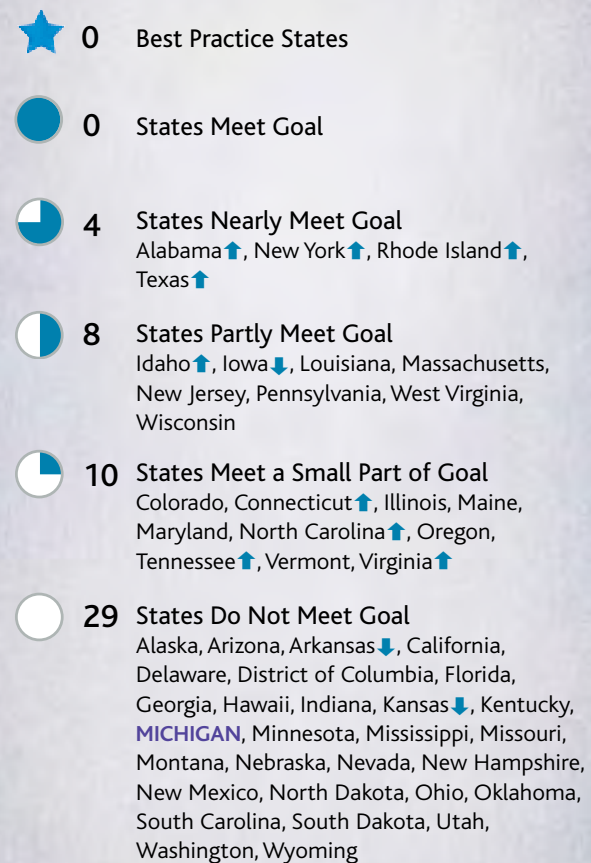 0 Best Practice States
0 States Meet Goal
4 States Nearly Meet Goal
Alabama⬆, New York⬆, Rhode Island⬆,
Texas⬆
8 States Partly Meet Goal
Idaho⬆, Iowa⬇, Louisiana, Massachusetts,
New Jersey, Pennsylvania, West Virginia,
Wisconsin
10 States Meet a Small Part of Goal
Colorado, Connecticut⬆, Illinois, Maine,
Maryland, North Carolina⬆, Oregon,
Tennessee⬆, Vermont, Virginia⬆
29 States Do Not Meet Goal
Alaska, Arizona, Arkansas⬇, California,
Delaware, District of Columbia, Florida,
Georgia, Hawaii, Indiana, Kansas⬇, Kentucky,
MICHIGAN, Minnesota, Mississippi, Missouri,
Montana, Nebraska, Nevada, New Hampshire,
New Mexico, North Dakota, Ohio, Oklahoma,
South Carolina, South Dakota, Utah,
Washington, Wyoming